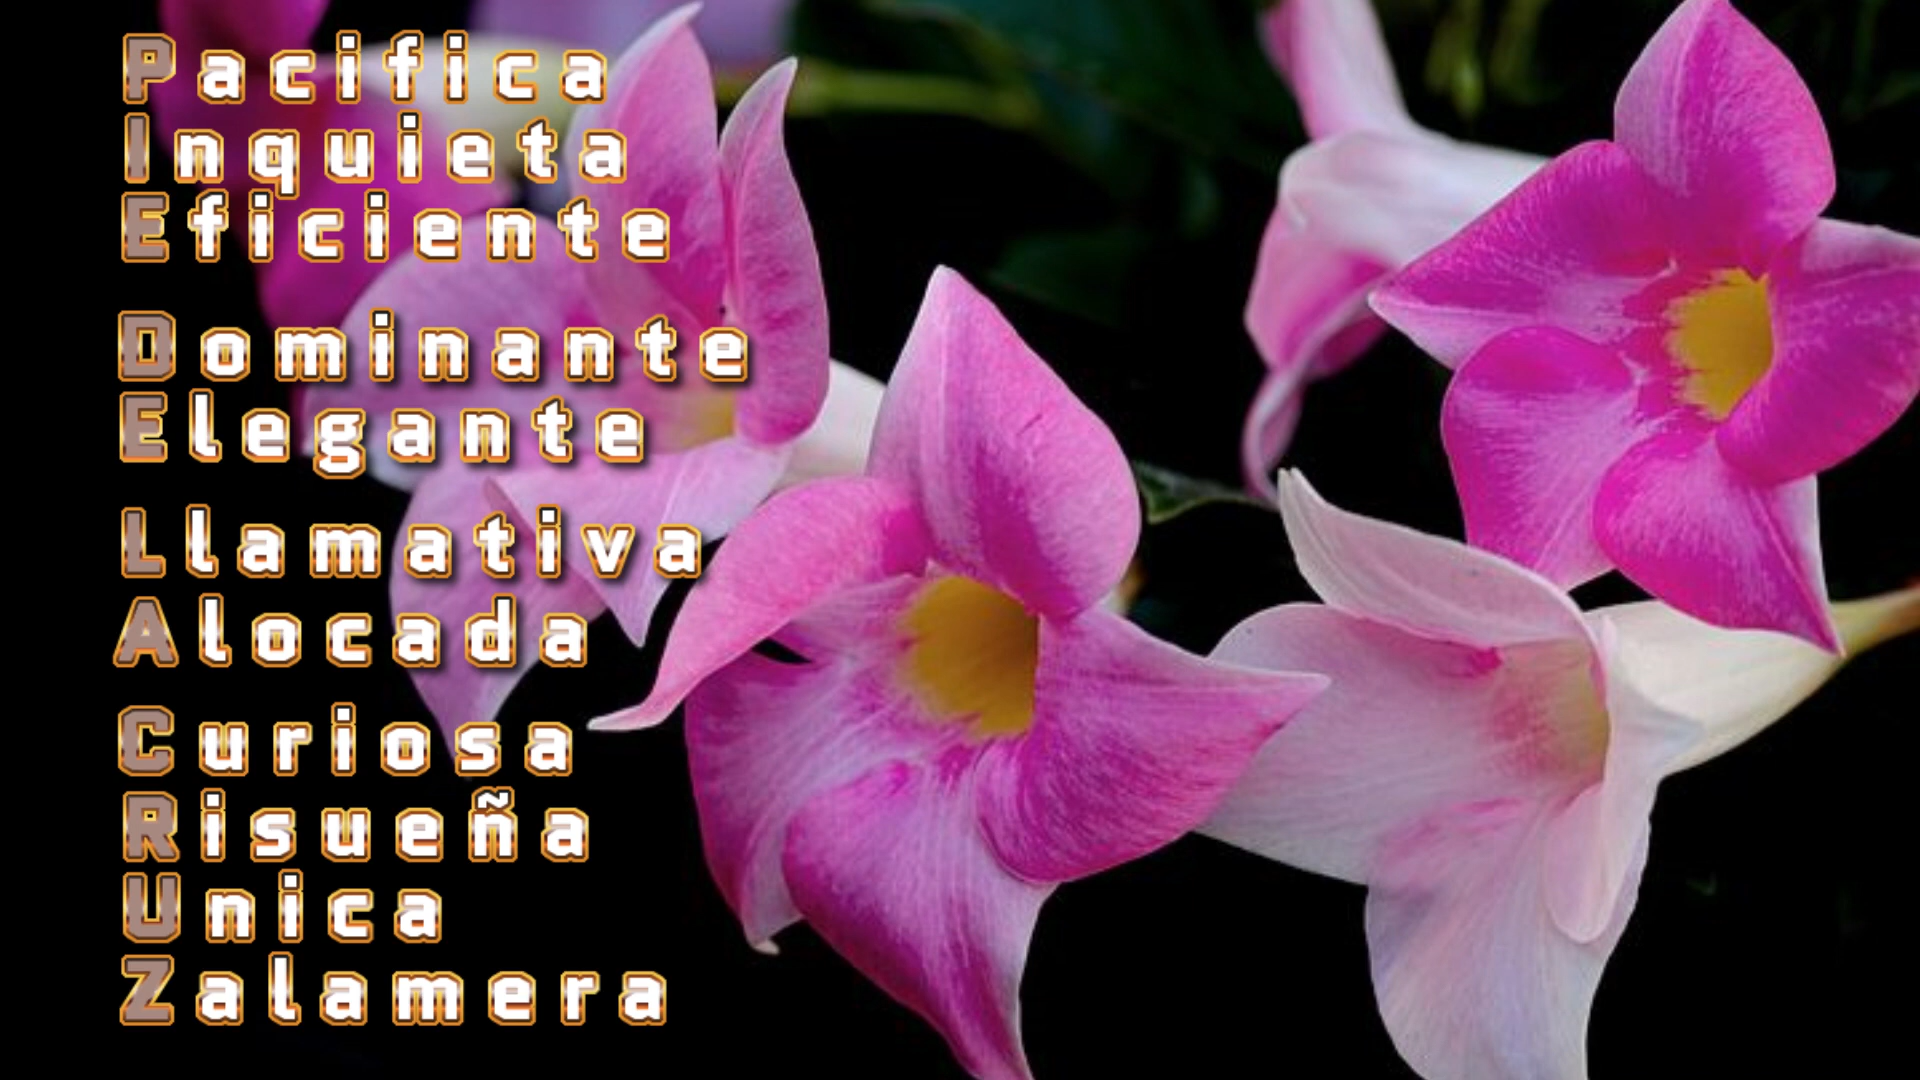 Pacifica
Inquieta
Eficiente
Dominante
Elegante
Llamativa
Alocada
Curiosa
Risueña
Unica
Zalamera